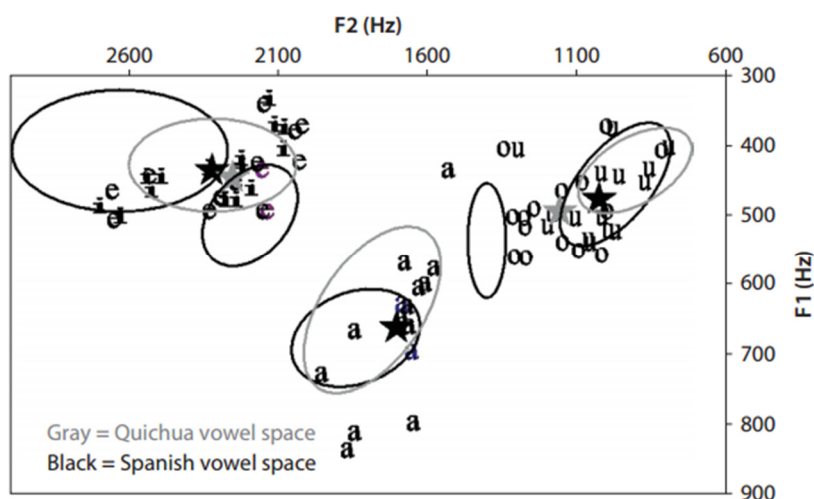 F2 (Hz)
2600 2100 1600 1100 600
300
e i
i i e e o u
i o u o 400
i e e a
e i i u u u
e i i o u
i e e o 500
e i o o u u o
o u u u
o o o o o
a a
a a 600
a
a a
a 700
a
a
a a 800
a
Gray = Quichua vowel space
Black = Spanish vowel space
900
F1 (Hz)